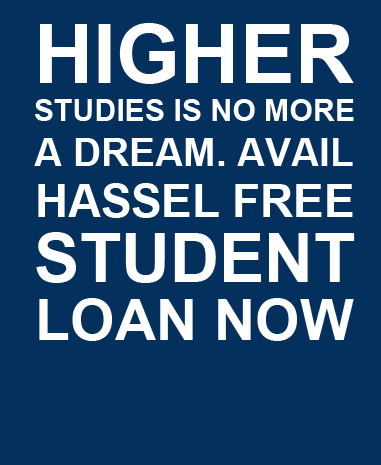 HIGHER
STUDIES IS NO MORE
A DREAM. AVAIL
HASSEL FREE
STUDENT
LOAN NOW